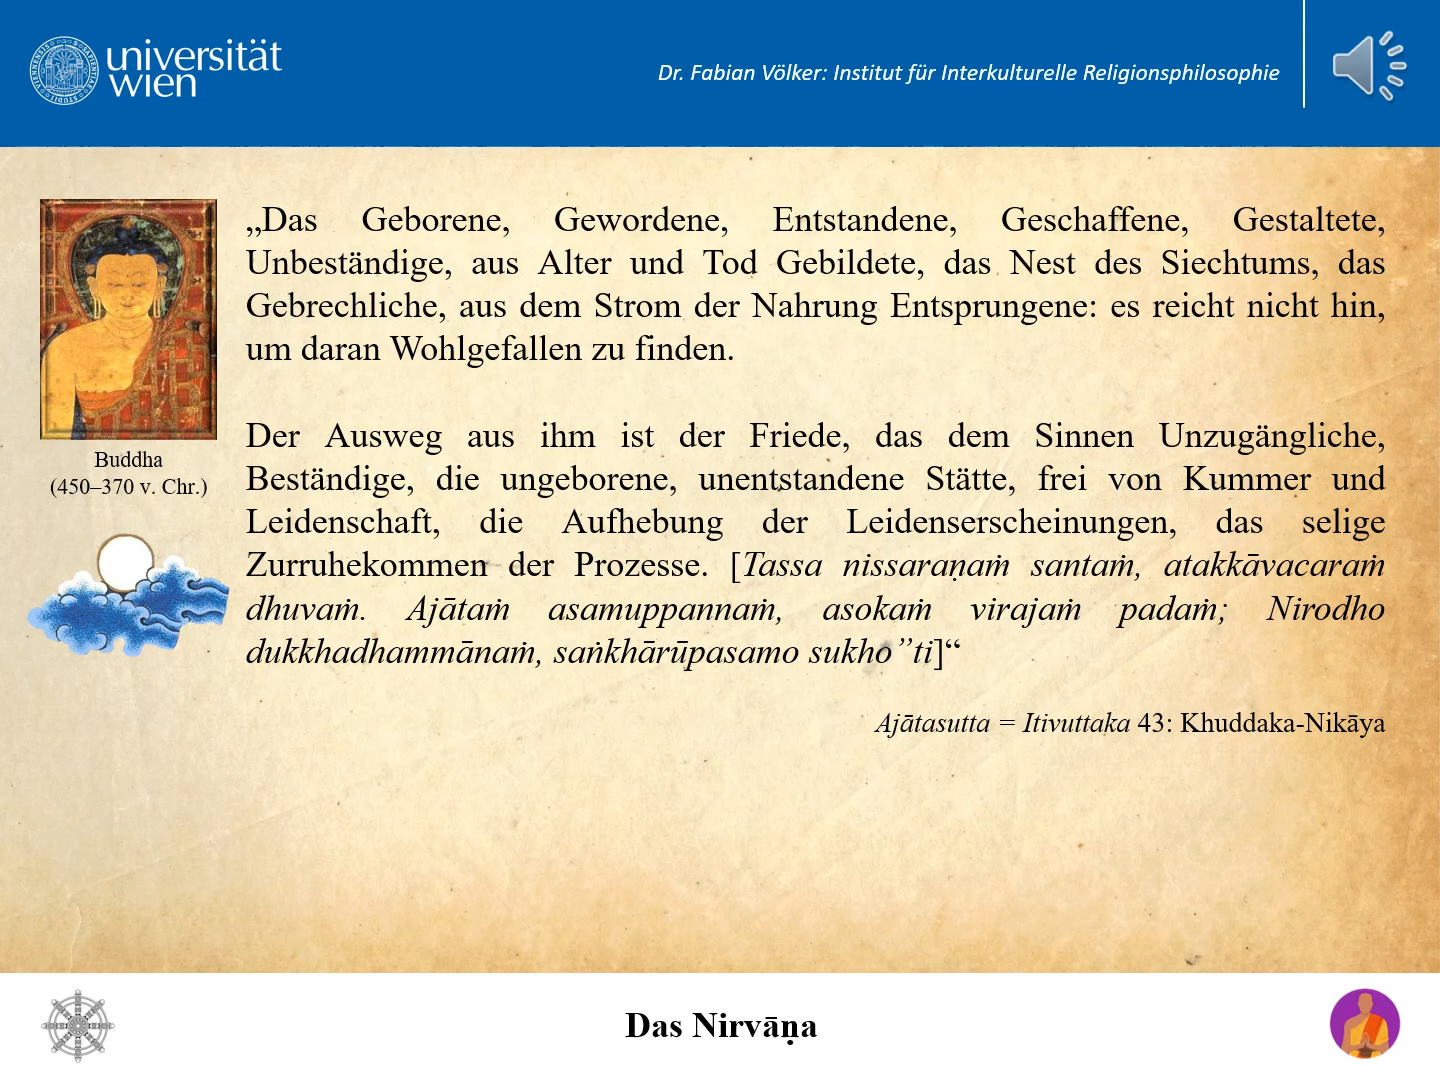 universität
wien
Dr. Fabian Völker: Institut für Interkulturelle Religionsphilosophie
„Das Geborene, Gewordene, Entstandene, Geschaffene, Gestaltete,
Unbeständige, aus Alter und Tod Gebildete, das Nest des Siechtums, das
Gebrechliche, aus dem Strom der Nahrung Entsprungene: es reicht nicht hin,
um daran Wohlgefallen zu finden.
Der Ausweg aus ihm ist der Friede, das dem Sinnen Unzugängliche,
Beständige, die ungeborene, unentstandene Stätte, frei von Kummer und
Leidenschaft, die Aufhebung der Leidenserscheinungen, das selige
Zurruhekommen der Prozesse. [Tassa nissaraṇaṁ santaṁ, atakkāvacaraṁ
dhuvaṁ. Ajātaṁ asamuppannaṁ, asokaṁ virajaṁ padaṁ; Nirodho
dukkhadhammānaṁ, saṅkhārūpasamo sukho”ti]“
Ajātasutta = Itivuttaka 43: Khuddaka-Nikāya
Buddha
(450–370 v. Chr.)
Das Nirvāṇa